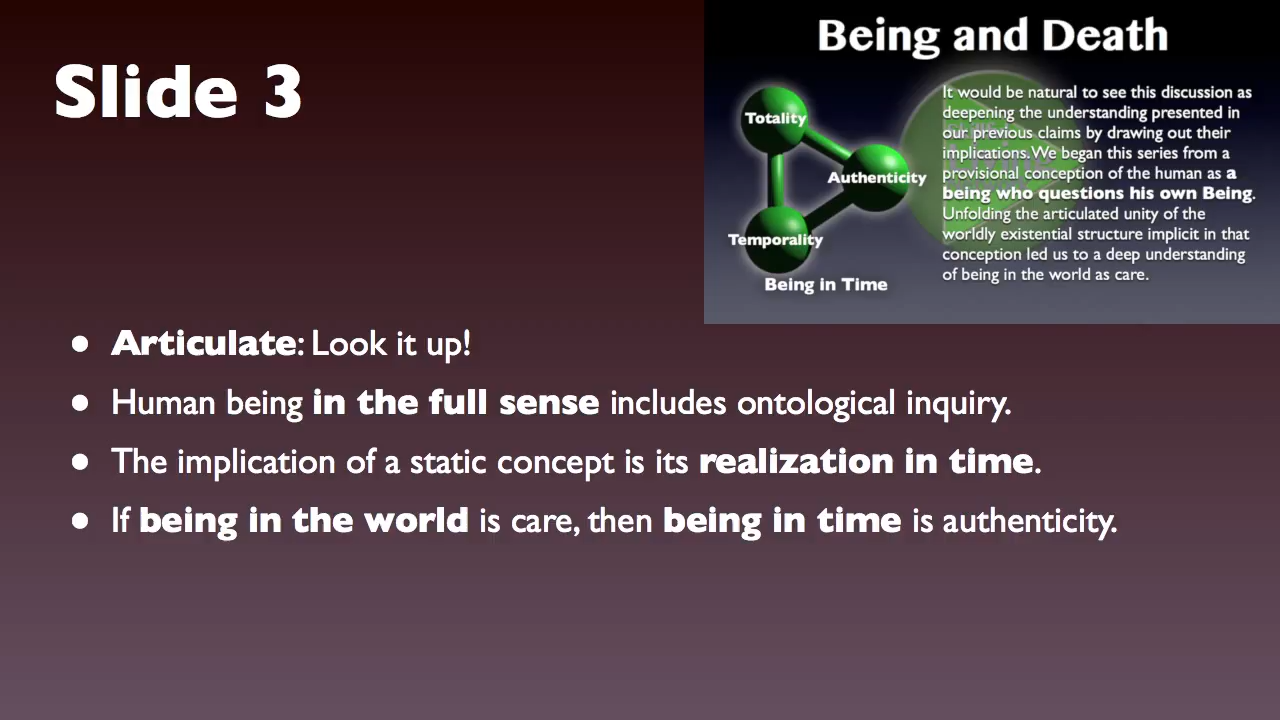 Slide 3
Being and Death
Totality
Authenticity
Temporality
Being in Time
It would be natural to see this discussion as
deepening the understanding presented in
our previous claims by drawing out their
implications. We began this series from a
provisional conception of the human as a
being who questions his own Being.
Unfolding the articulated unity of the
worldly existential structure implicit in that
conception led us to a deep understanding
of being in the world as care.
• Articulate: Look it up!
• Human being in the full sense includes ontological inquiry.
• The implication of a static concept is its realization in time.
• If being in the world is care, then being in time is authenticity.